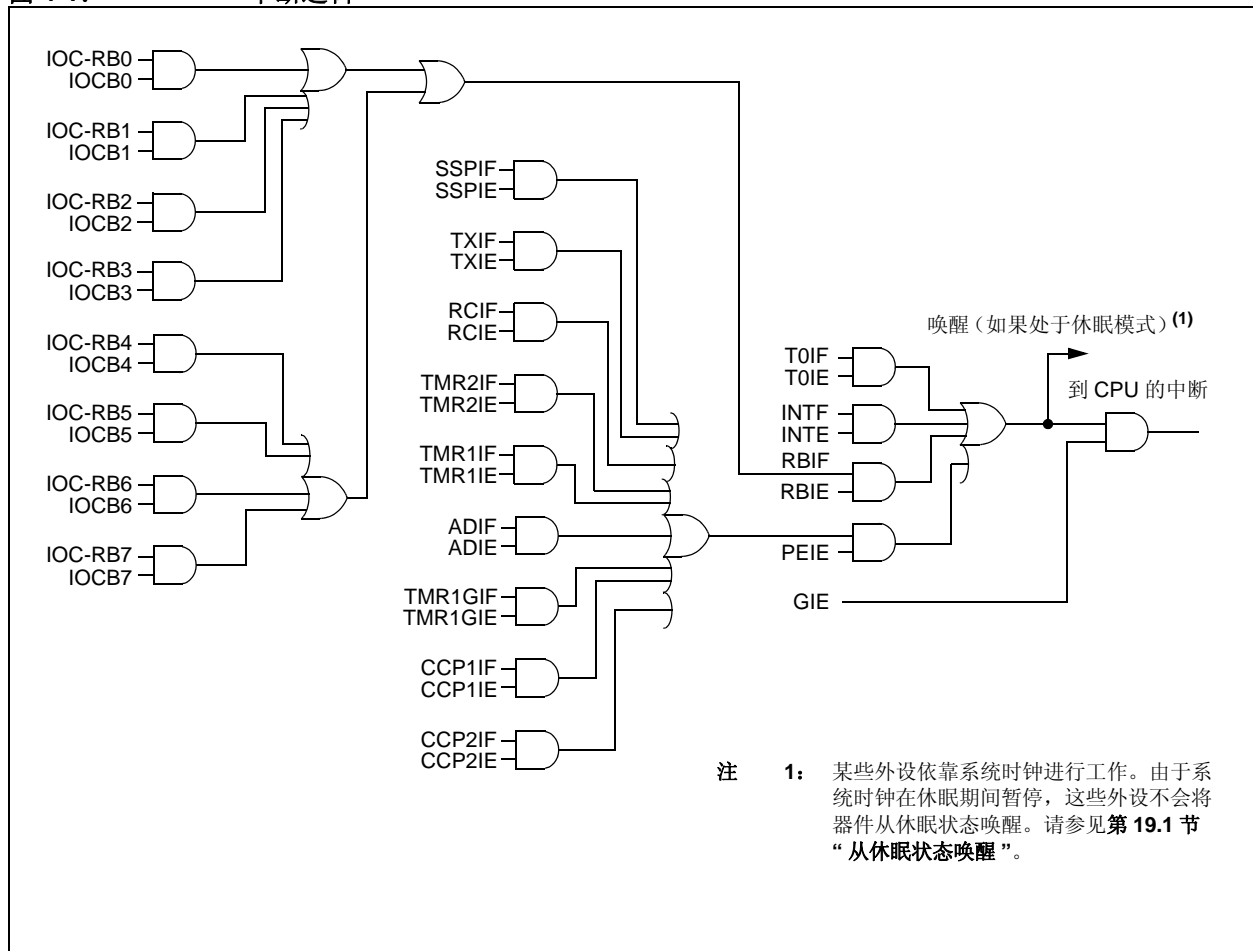 IOC-RB0
IOCB0
IOC-RB1
IOCB1
IOC-RB2
IOCB2
IOC-RB3
IOCB3
IOC-RB4
IOCB4
IOC-RB5
IOCB5
IOC-RB6
IOCB6
IOC-RB7
IOCB7
SSPIF
SSPIE
TXIF
TXIE
RCIF
RCIE
TMR2IF
TMR2IE
TMR1IF
TMR1IE
ADIF
ADIE
TMR1GIF
TMR1GIE
CCP1IF
CCP1IE
CCP2IF
CCP2IE
唤醒（如果处于休眠模式）(1)
T0IF
T0IE
到 CPU 的中断
INTF
INTE
RBIF
RBIE
PEIE
GIE
注 1： 某些外设依靠系统时钟进行工作。由于系
统时钟在休眠期间暂停，这些外设不会将
器件从休眠状态唤醒。请参见第 19.1 节
“ 从休眠状态唤醒 ”。